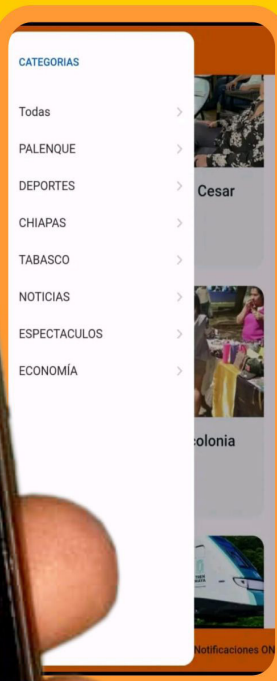 CATEGORIAS
Todas
PALENQUE
DEPORTES
CHIAPAS
TABASCO
NOTICIAS
ESPECTACULOS
ECONOMÍA
Cesar
colonia
Notificaciones ON